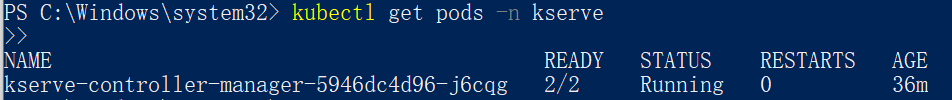 PS C:\Windows\system32> kubectl get pods -n kserve
>>
NAME READY STATUS RESTARTS AGE
kserve-controller-manager-5946dc4d96-j6cqg 2/2 Running 0 36m